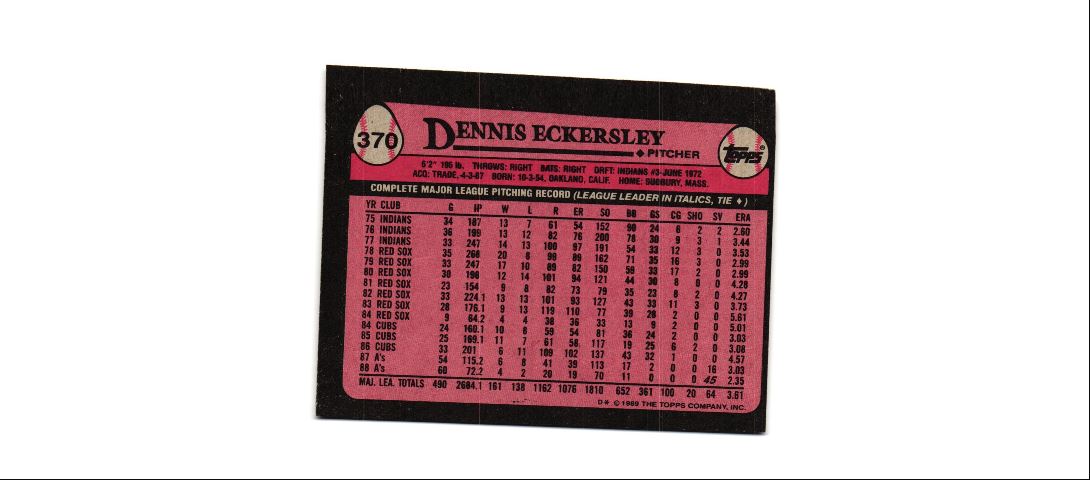 370
DENNIS ECKERSLEY
◆ PITCHER
TOPPS®
6'2" 195 lb. THROWS: RIGHT BATS: RIGHT DRFT: INDIANS #3-JUNE 1972
ACQ: TRADE, 4-3-87 BORN: 10-3-54, OAKLAND, CALIF. HOME: SUDBURY, MASS.
COMPLETE MAJOR LEAGUE PITCHING RECORD (LEAGUE LEADER IN ITALICS, TIE ◆)
YR CLUB G IP W L R ER SO BB GS CG SHO SV ERA
75 INDIANS 34 187 13 7 61 54 152 90 24 6 2 2 2.60
76 INDIANS 36 199 13 12 82 76 200 78 30 9 3 1 3.44
77 INDIANS 33 247 14 13 100 97 191 54 33 12 3 0 3.53
78 RED SOX 35 268 20 8 99 89 162 71 35 16 3 0 2.99
79 RED SOX 33 247 17 10 89 82 150 59 33 17 2 0 2.99
80 RED SOX 30 198 12 14 101 94 121 44 30 8 0 0 4.28
81 RED SOX 23 154 9 8 82 73 79 35 23 8 2 0 4.27
82 RED SOX 33 224.1 13 13 101 93 127 43 33 11 3 0 3.73
83 RED SOX 28 176.1 9 13 119 110 77 39 28 2 0 0 5.61
84 RED SOX 9 64.2 4 4 38 36 33 13 9 2 0 0 5.01
84 CUBS 24 160.1 10 8 59 54 81 36 24 2 0 0 3.03
85 CUBS 25 169.1 11 7 61 58 117 19 25 6 2 0 3.08
86 CUBS 33 201 6 11 109 102 137 43 32 1 0 0 4.57
87 A's 54 115.2 6 8 41 39 113 17 2 0 0 16 3.03
88 A's 60 72.2 4 2 20 19 70 11 0 0 0 45 2.35
MAJ. LEA. TOTALS 490 2684.1 161 138 1162 1076 1810 652 361 100 20 64 3.61
D* © 1989 THE TOPPS COMPANY, INC.